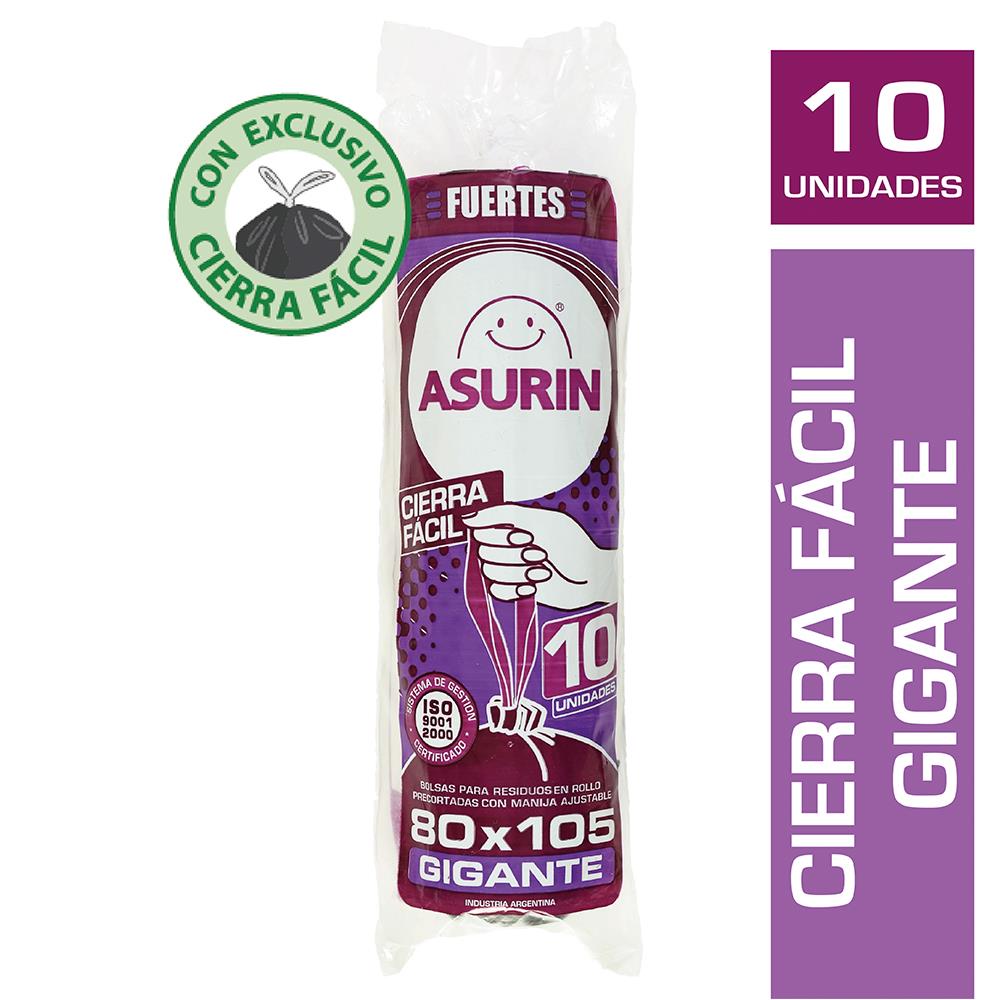 CON EXCLUSIVO
CIERRA FÁCIL
FUERTES
®
ASURIN
CIERRA
FÁCIL
10
UNIDADES
SISTEMA DE GESTION
ISO
9001
2000
CERTIFICADO
BOLSAS PARA RESIDUOS EN ROLLO
PRECORTADAS CON MANIJA AJUSTABLE
80x105
GIGANTE
INDUSTRIA ARGENTINA
10
UNIDADES
CIERRA FÁCIL
GIGANTE